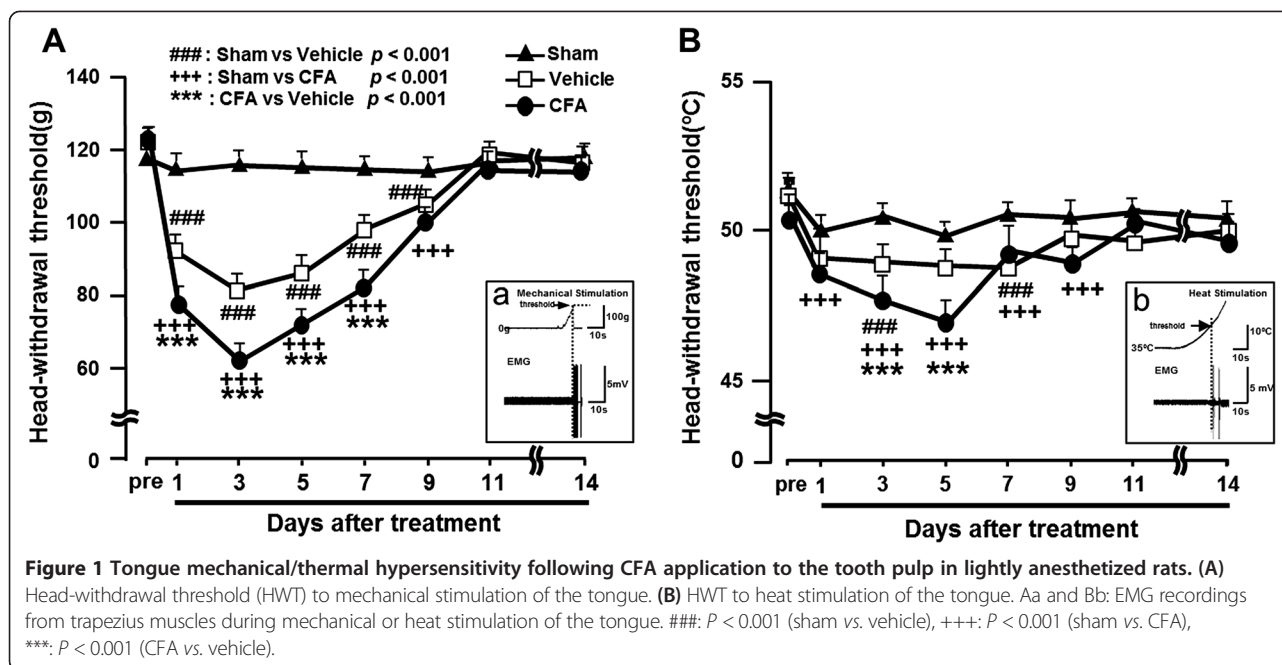 A
### : Sham vs Vehicle p < 0.001
+++ : Sham vs CFA p < 0.001
*** : CFA vs Vehicle p < 0.001
Sham
Vehicle
CFA
Head-withdrawal threshold(g)
140
120
100
80
60
0
###
###
###
###
###
+++
***
+++
***
+++
***
+++
***
+++
a
Mechanical Stimulation
threshold
0g
100g
10s
EMG
5mV
10s
pre 1 3 5 7 9 11 14
Days after treatment
B
Head-withdrawal threshold(ºC)
55
50
45
0
+++
###
+++
***
+++
***
###
+++
+++
b
Heat Stimulation
threshold
35ºC
10ºC
10s
EMG
5 mV
10s
pre 1 3 5 7 9 11 14
Days after treatment
Figure 1 Tongue mechanical/thermal hypersensitivity following CFA application to the tooth pulp in lightly anesthetized rats. (A)
Head-withdrawal threshold (HWT) to mechanical stimulation of the tongue. (B) HWT to heat stimulation of the tongue. Aa and Bb: EMG recordings
from trapezius muscles during mechanical or heat stimulation of the tongue. ###: P < 0.001 (sham vs. vehicle), +++: P < 0.001 (sham vs. CFA),
***: P < 0.001 (CFA vs. vehicle).